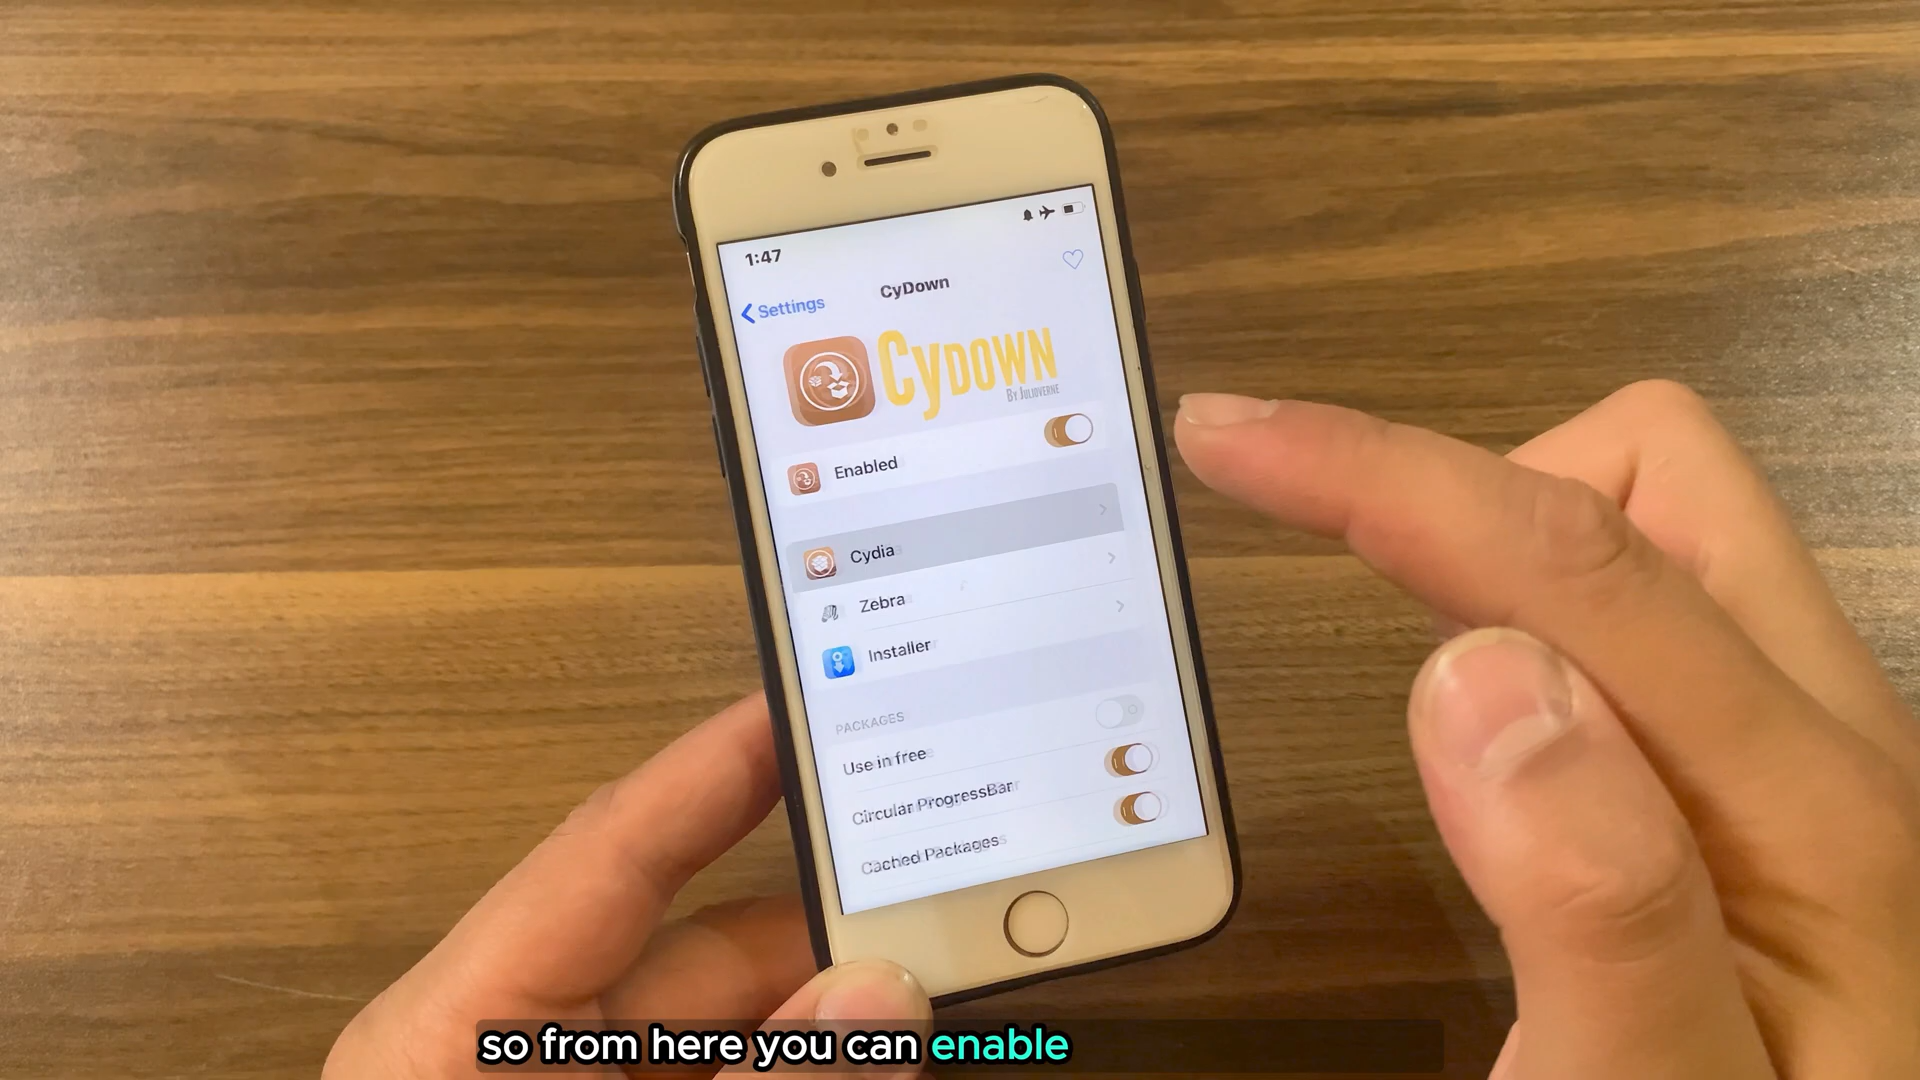 1:47
Settings
CyDown
CyDown
By Julioverne
Enabled
Cydia
Zebra
Installer
PACKAGES
Use in free
Circular ProgressBar
Cached Packages
so from here you can enable